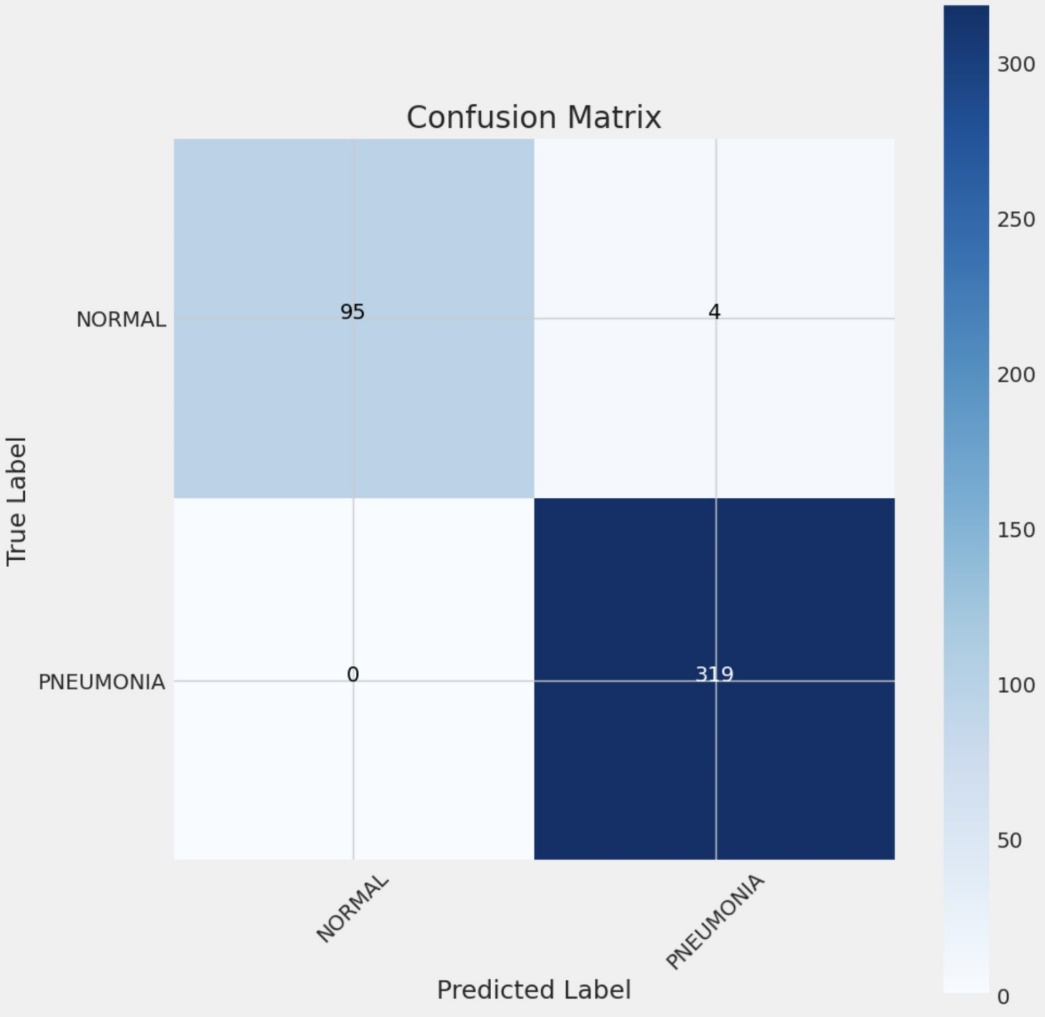 Confusion Matrix
300
250
200
150
100
50
0
True Label
NORMAL
95
4
PNEUMONIA
0
319
NORMAL
PNEUMONIA
Predicted Label